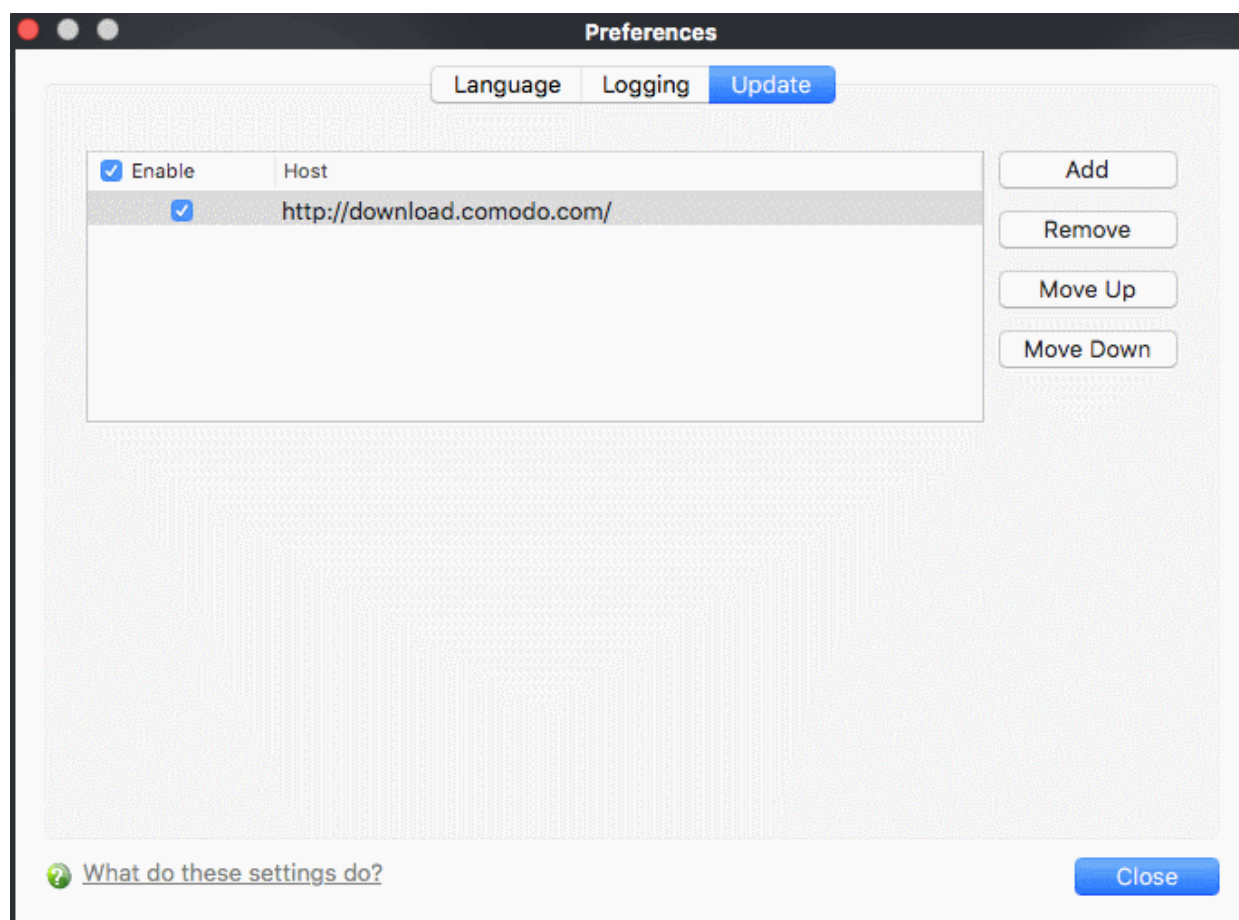 Preferences
Language Logging Update
Enable Host
http://download.comodo.com/
Add
Remove
Move Up
Move Down
What do these settings do?
Close